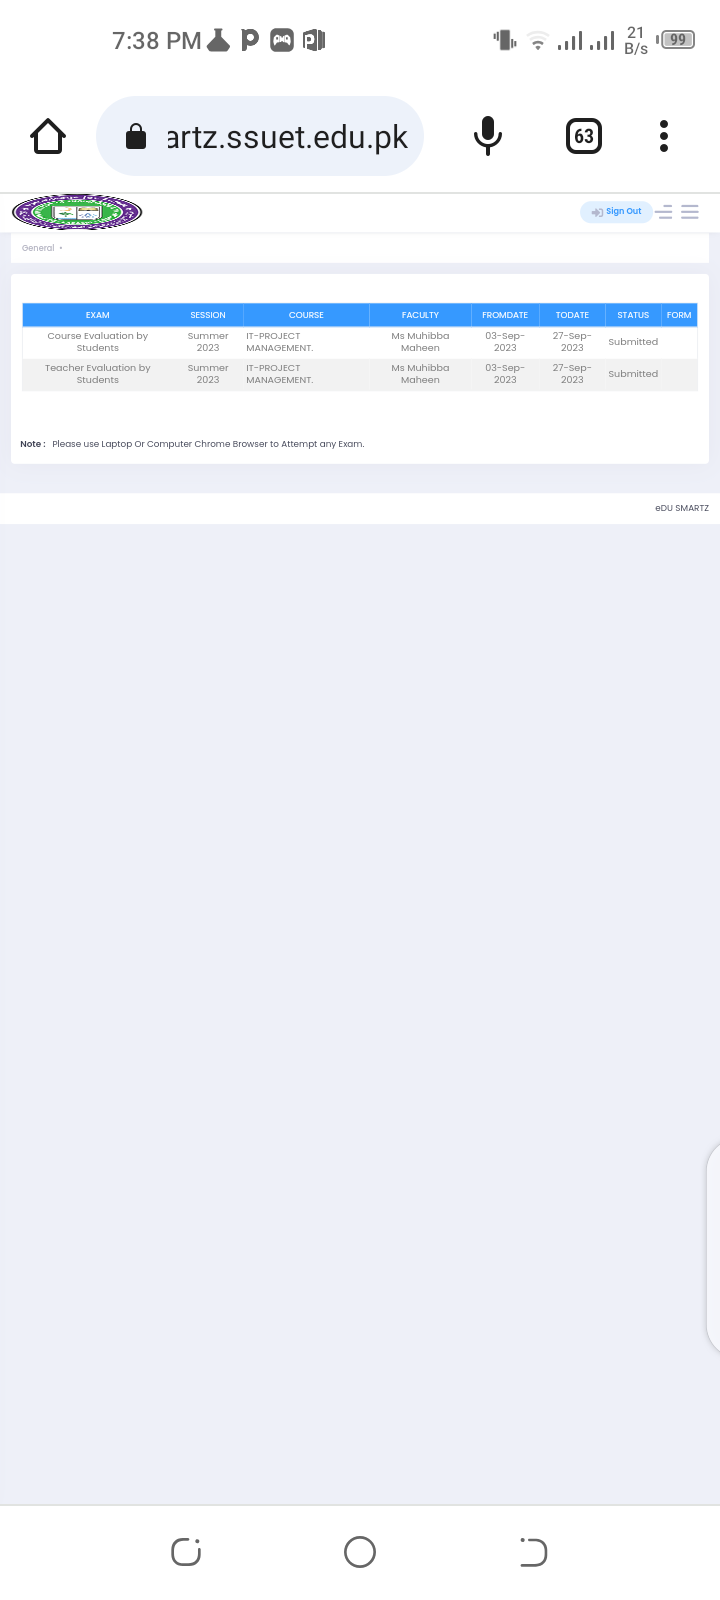 7:38 PM 21 B/s 99
artz.ssuet.edu.pk 63
Sign Out
General •
EXAM SESSION COURSE FACULTY FROMDATE TODATE STATUS FORM
Course Evaluation by Students Summer 2023 IT-PROJECT MANAGEMENT. Ms Muhibba Maheen 03-Sep-2023 27-Sep-2023 Submitted
Teacher Evaluation by Students Summer 2023 IT-PROJECT MANAGEMENT. Ms Muhibba Maheen 03-Sep-2023 27-Sep-2023 Submitted
Note : Please use Laptop Or Computer Chrome Browser to Attempt any Exam.
eDU SMARTZ